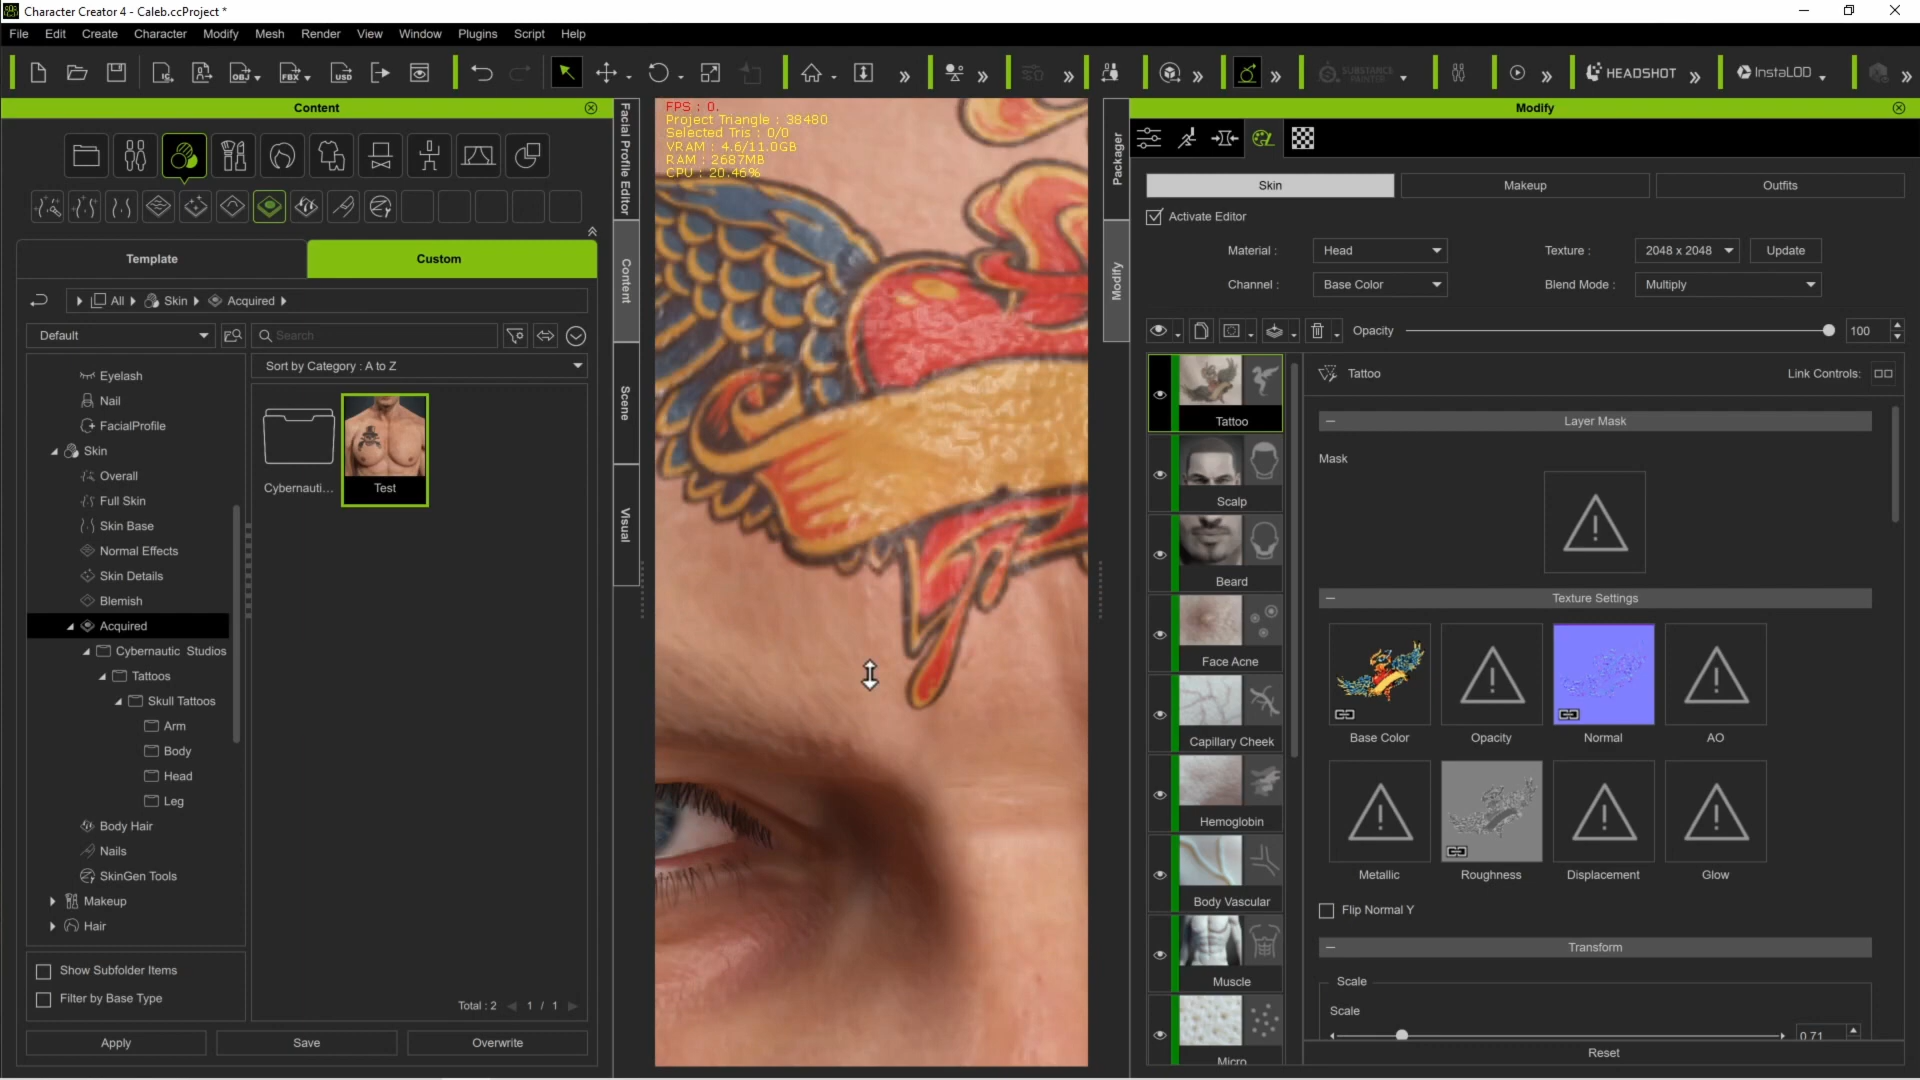 Character Creator 4 - Caleb.ccProject *
File Edit Create Character Modify Mesh Render View Window Plugins Script Help
SUBSTANCE PAINTER HEADSHOT InstaLOD
Content
Modify
Facial Profile Editor
Content
Scene
Visual
Packager
Modify
FPS : 0.
Project Triangle : 38480
Selected Tris : 0/0
VRAM : 4.6/11.0GB
RAM : 2687MB
CPU : 20.46%
Template Custom
All Skin Acquired
Default Search
Sort by Category : A to Z
Eyelash
Nail
FacialProfile
Skin
Overall
Full Skin
Skin Base
Normal Effects
Skin Details
Blemish
Acquired
Cybernautic Studios
Tattoos
Skull Tattoos
Arm
Body
Head
Leg
Body Hair
Nails
SkinGen Tools
Makeup
Hair
Cybernauti... Test
Show Subfolder Items
Filter by Base Type
Total : 2 1 / 1
Apply Save Overwrite
Skin Makeup Outfits
Activate Editor
Material : Head Texture : 2048 x 2048 Update
Channel : Base Color Blend Mode : Multiply
Opacity 100
Tattoo
Scalp
Beard
Face Acne
Capillary Cheek
Hemoglobin
Body Vascular
Muscle
Micro
Tattoo Link Controls:
Layer Mask
Mask
Texture Settings
Base Color Opacity Normal AO
Metallic Roughness Displacement Glow
Flip Normal Y
Transform
Scale
Scale
0.71
Reset